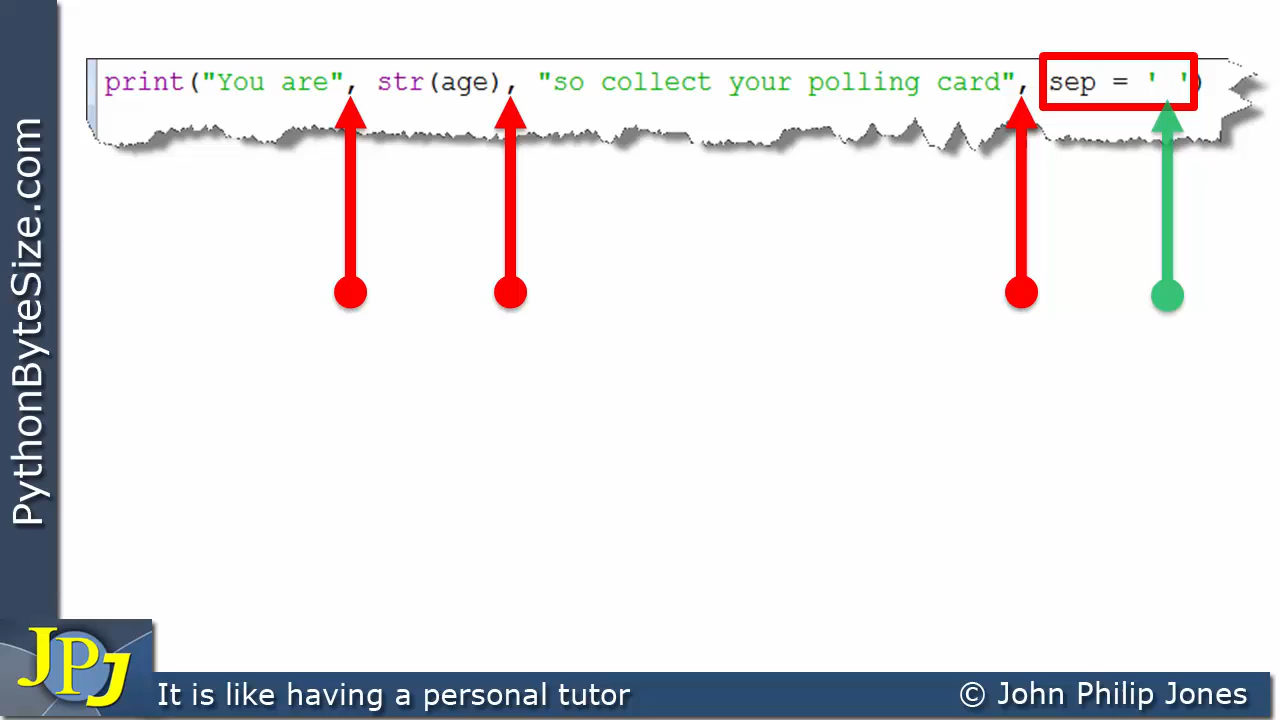 print("You are", str(age), "so collect your polling card", sep = ' ')
PythonByteSize.com
JPJ
It is like having a personal tutor
© John Philip Jones